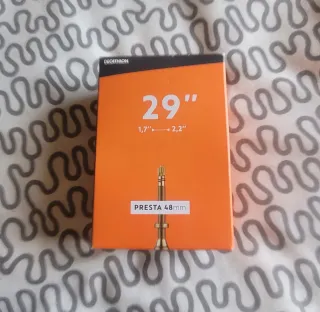 DECATHLON
29"
1,7" ⟷ 2,3"
PRESTA 48mm